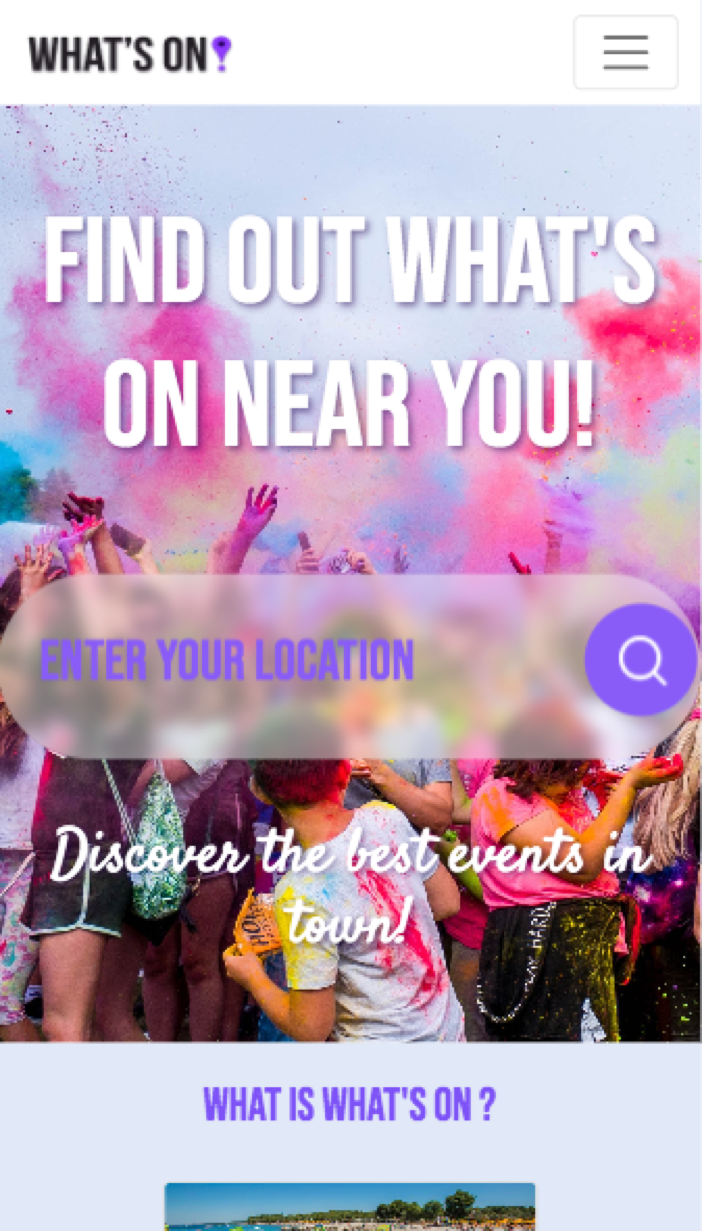 WHAT'S ON
FIND OUT WHAT'S
ON NEAR YOU!
ENTER YOUR LOCATION
Discover the best events in
town!
WHAT IS WHAT'S ON ?